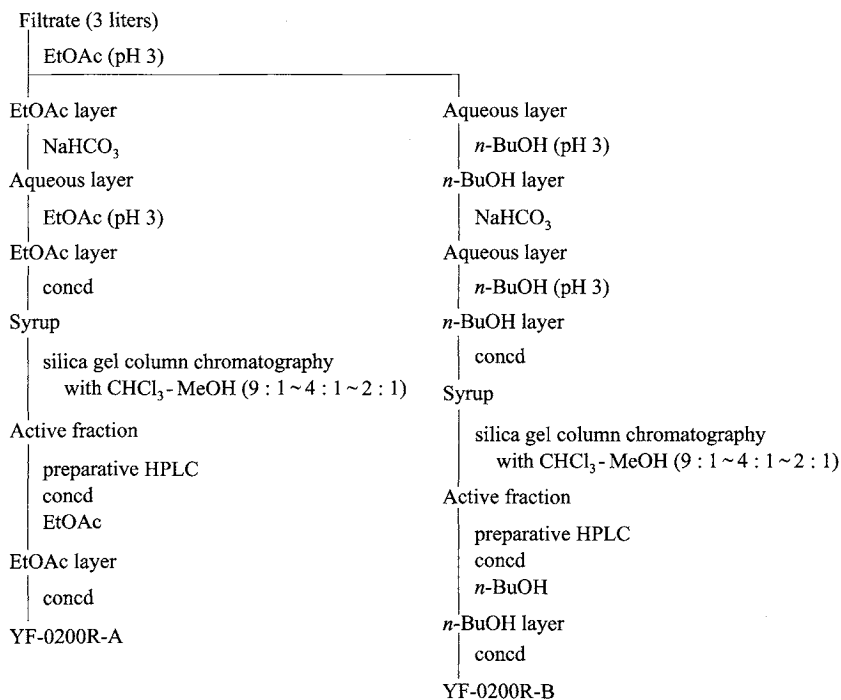 Filtrate (3 liters)
EtOAc (pH 3)
EtOAc layer
NaHCO₃
Aqueous layer
EtOAc (pH 3)
EtOAc layer
concd
Syrup
silica gel column chromatography
with CHCl₃-MeOH (9 : 1 ~ 4 : 1 ~ 2 : 1)
Active fraction
preparative HPLC
concd
EtOAc
EtOAc layer
concd
YF-0200R-A
Aqueous layer
n-BuOH (pH 3)
n-BuOH layer
NaHCO₃
Aqueous layer
n-BuOH (pH 3)
n-BuOH layer
concd
Syrup
silica gel column chromatography
with CHCl₃-MeOH (9 : 1 ~ 4 : 1 ~ 2 : 1)
Active fraction
preparative HPLC
concd
n-BuOH
n-BuOH layer
concd
YF-0200R-B